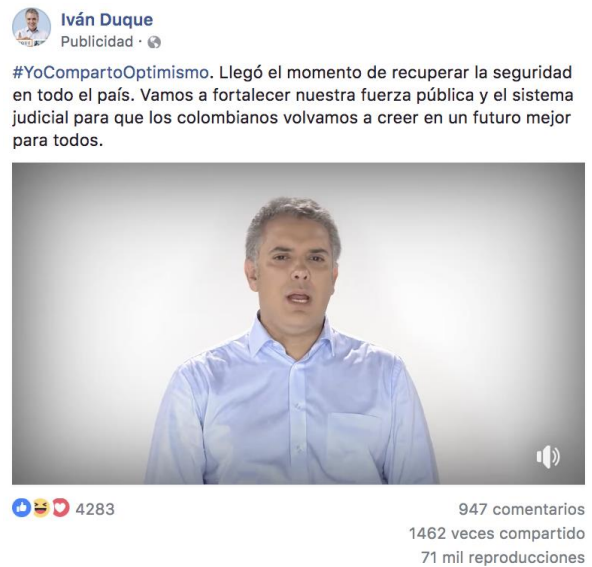 Iván Duque
Publicidad ·
#YoCompartoOptimismo. Llegó el momento de recuperar la seguridad
en todo el país. Vamos a fortalecer nuestra fuerza pública y el sistema
judicial para que los colombianos volvamos a creer en un futuro mejor
para todos.
4283
947 comentarios
1462 veces compartido
71 mil reproducciones